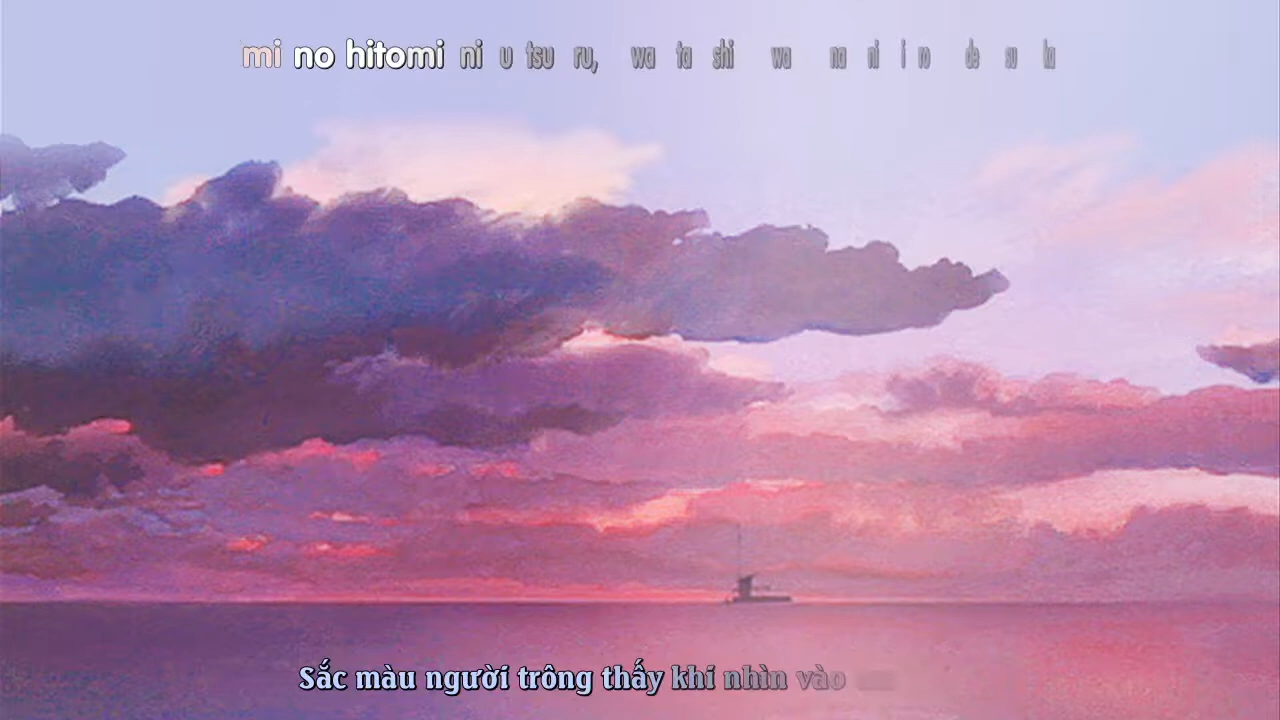 mi no hitomi ni u tsu ru, wa ta shi wa na ni i ro de su ka
Sắc màu người trông thấy khi nhìn vào